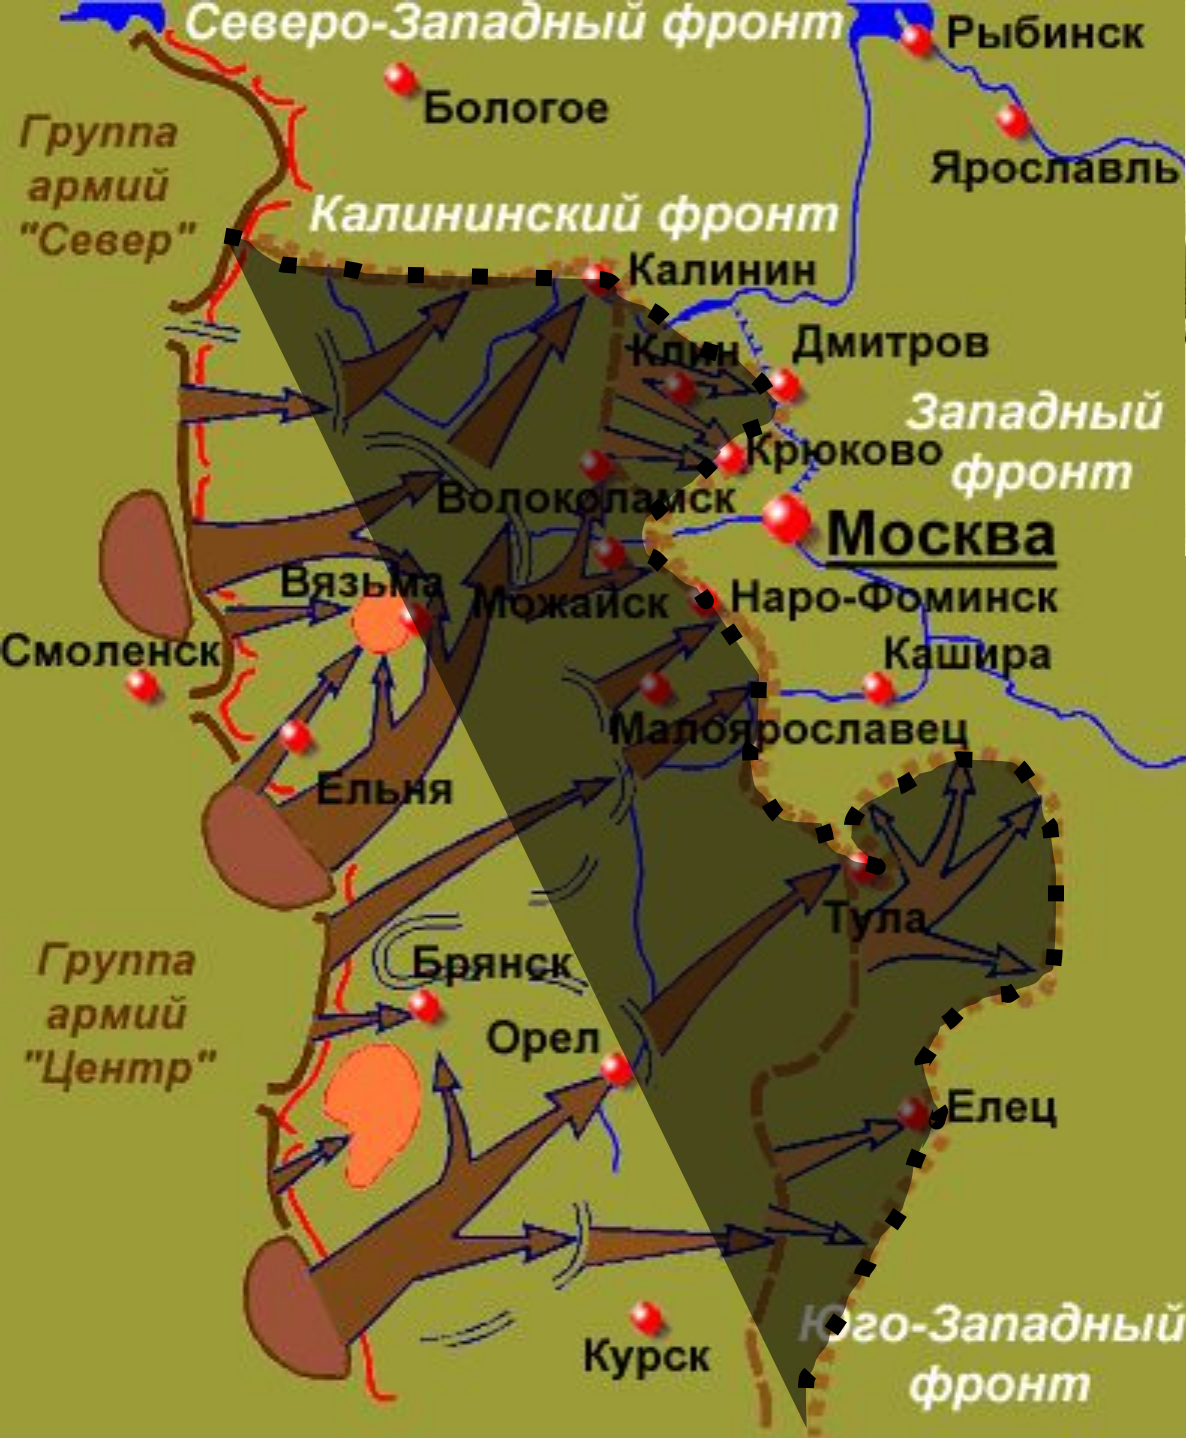 Северо-Западный фронт
Рыбинск
Бологое
Группа
армий
"Север"
Ярославль
Калининский фронт
Калинин
Клин
Дмитров
Западный
фронт
Крюково
Волоколамск
Москва
Вязьма
Можайск
Наро-Фоминск
Смоленск
Кашира
Малоярославец
Ельня
Тула
Группа
армий
"Центр"
Брянск
Орел
Елец
Юго-Западный
фронт
Курск